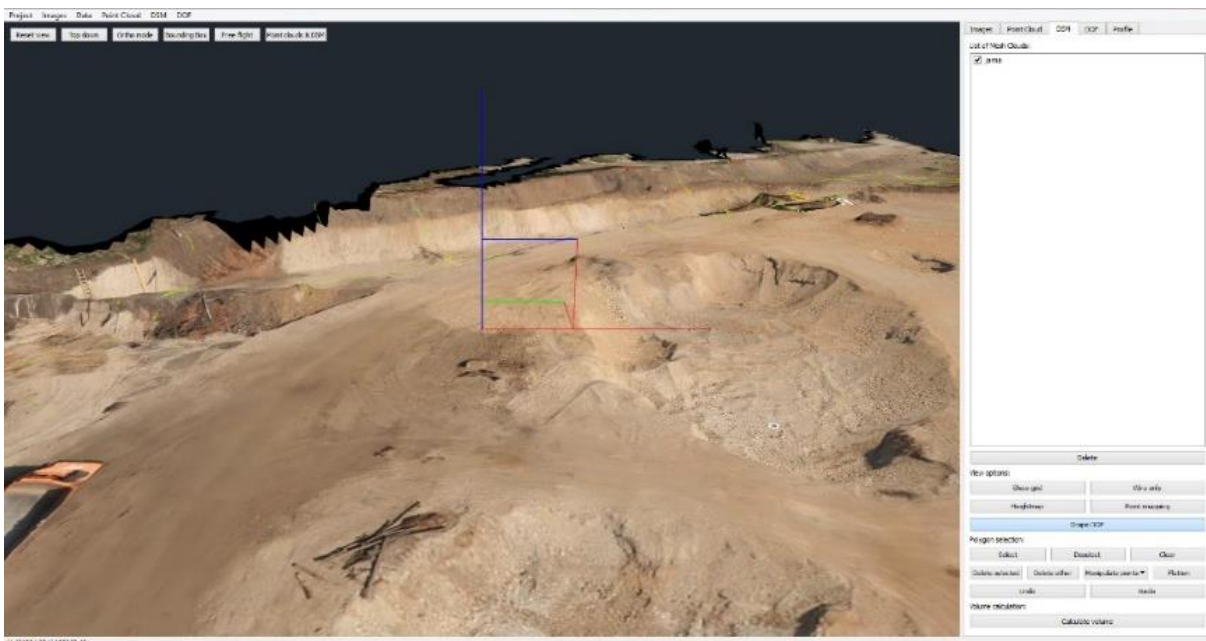 Project Images Data Point Cloud DSM DOF
Reset view Top down Ortho mode Bounding Box Free flight Point clouds & DSM
Images Point Cloud DSM DOF Profile
List of Mesh Clouds:
Delete
View options:
Show grid Wire only
Heightmap Point snapping
Drape DOF
Polygon selection:
Select Deselect Clear
Delete selected Delete other Manipulate points Flatten
Undo Redo
Volume calculation:
Calculate volume